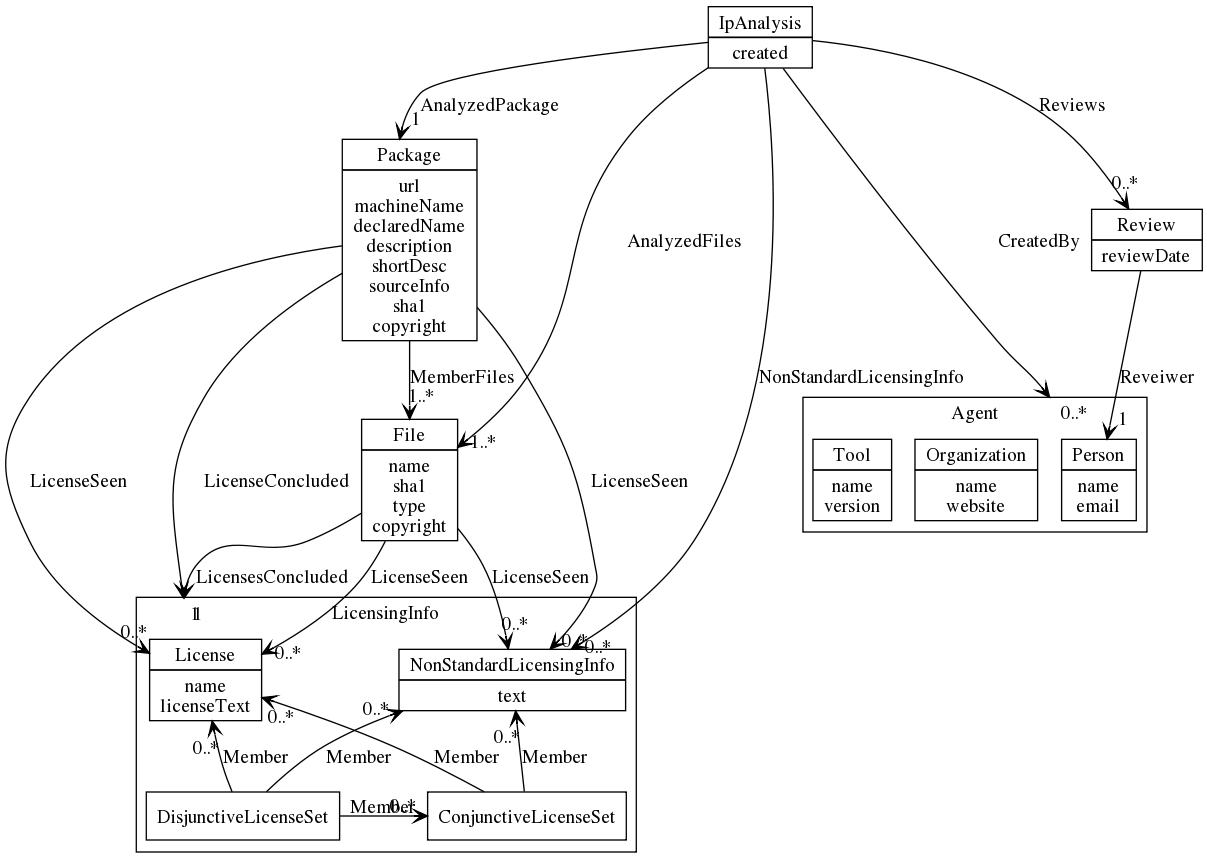 IpAnalysis
created
AnalyzedPackage
1
Reviews
0..*
Package
url
machineName
declaredName
description
shortDesc
sourceInfo
sha1
copyright
Review
reviewDate
AnalyzedFiles
CreatedBy
MemberFiles
1..*
NonStandardLicensingInfo
Reveiwer
Agent
0..*
1
File
name
sha1
type
copyright
1..*
Tool
name
version
Organization
name
website
Person
name
email
LicenseSeen
LicenseConcluded
LicenseSeen
LicensesConcluded
LicenseSeen
LicenseSeen
1
1
LicensingInfo
0..*
0..*
0..*
0..*
0..*
License
name
licenseText
NonStandardLicensingInfo
text
0..*
0..*
0..*
0..*
Member
Member
Member
Member
Member
0..*
DisjunctiveLicenseSet
ConjunctiveLicenseSet